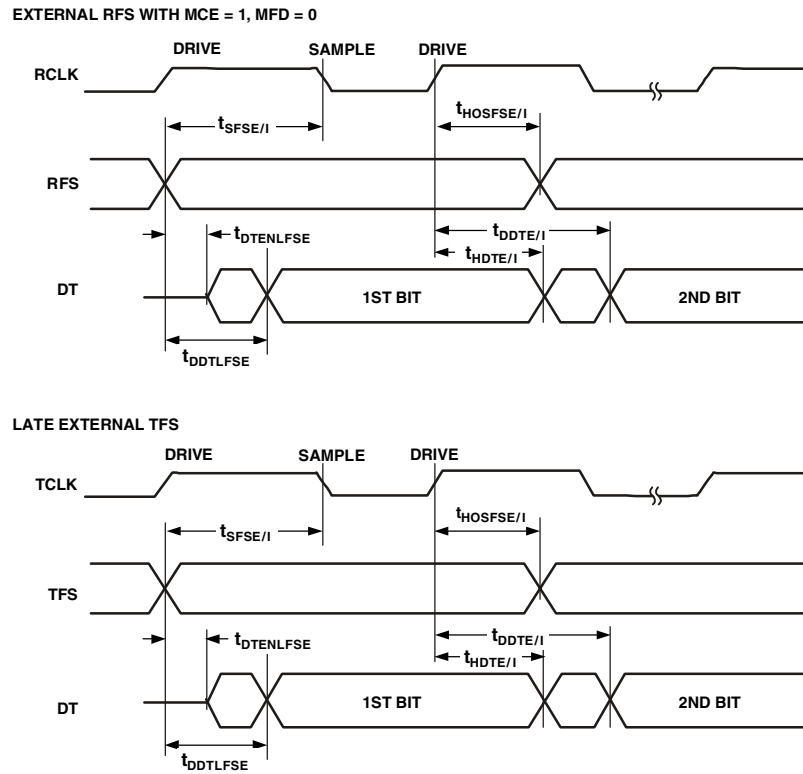 EXTERNAL RFS WITH MCE = 1, MFD = 0
DRIVE SAMPLE DRIVE
RCLK
tSFSE/I tHOSFSE/I
RFS
tDTENLFSE tDDTE/I
tHDTE/I
DT 1ST BIT 2ND BIT
tDDTLFSE
LATE EXTERNAL TFS
DRIVE SAMPLE DRIVE
TCLK
tSFSE/I tHOSFSE/I
TFS
tDTENLFSE tDDTE/I
tHDTE/I
DT 1ST BIT 2ND BIT
tDDTLFSE